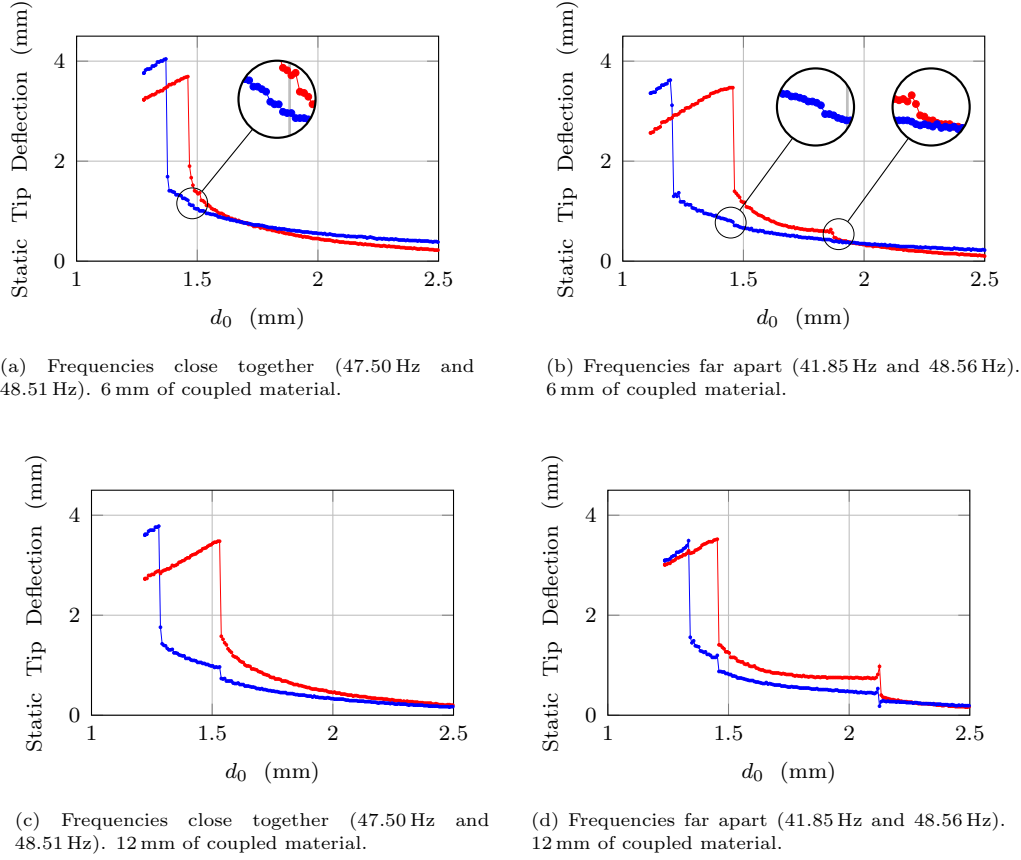 Static Tip Deflection (mm)
4
2
0
1
1.5
2
2.5
d₀ (mm)
(a) Frequencies close together (47.50 Hz and
48.51 Hz). 6 mm of coupled material.
Static Tip Deflection (mm)
4
2
0
1
1.5
2
2.5
d₀ (mm)
(b) Frequencies far apart (41.85 Hz and 48.56 Hz).
6 mm of coupled material.
Static Tip Deflection (mm)
4
2
0
1
1.5
2
2.5
d₀ (mm)
(c) Frequencies close together (47.50 Hz and
48.51 Hz). 12 mm of coupled material.
Static Tip Deflection (mm)
4
2
0
1
1.5
2
2.5
d₀ (mm)
(d) Frequencies far apart (41.85 Hz and 48.56 Hz).
12 mm of coupled material.